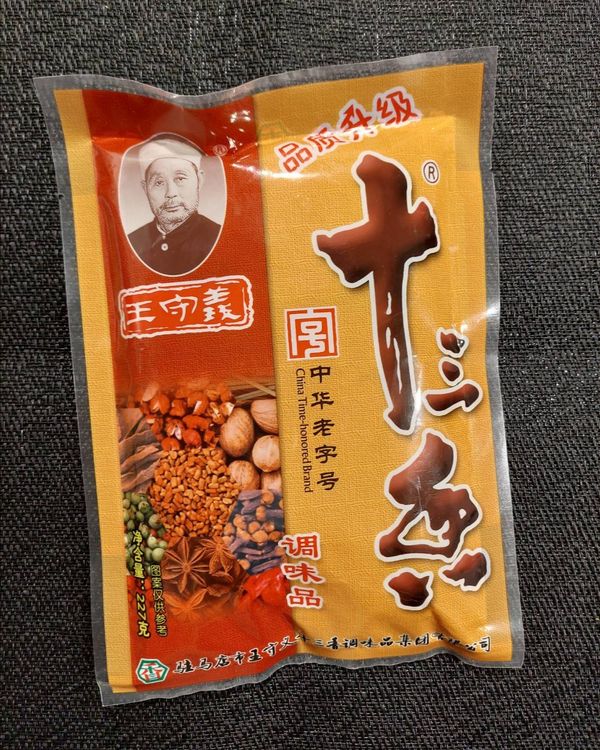 品质升级
十三香
®
®
王守義
号
中华老字号
China Time-honored Brand
调味品
净含量：227克
图案仅供参考
驻马店市王守义十三香调味品集团有限公司